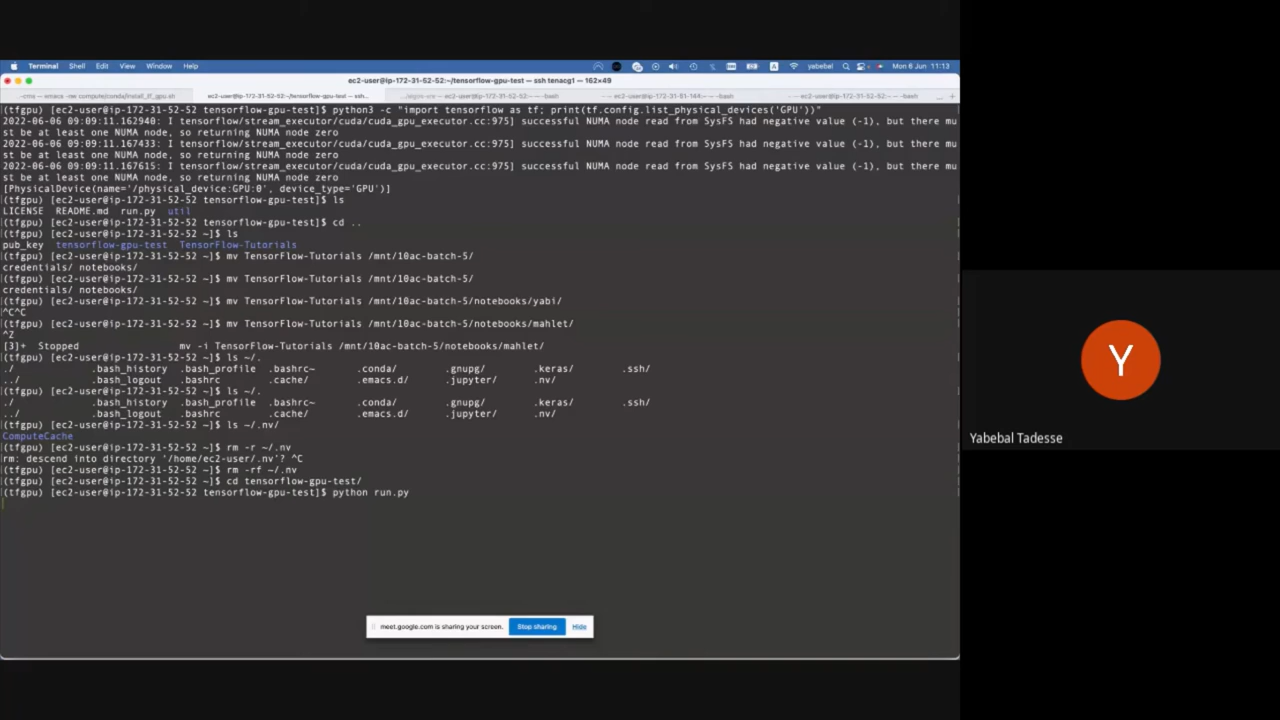 Terminal Shell Edit View Window Help yabebal Mon 6 Jun 11:13
ec2-user@ip-172-31-52-52:~/tensorflow-gpu-test — ssh tenacg1 — 162×49
ec2-user@ip-172-31-52-52:~/tensorflow-gpu-test — ssh...
(tfgpu) [ec2-user@ip-172-31-52-52 tensorflow-gpu-test]$ python3 -c "import tensorflow as tf; print(tf.config.list_physical_devices('GPU'))"
2022-06-06 09:09:11.162940: I tensorflow/stream_executor/cuda/cuda_gpu_executor.cc:975] successful NUMA node read from SysFS had negative value (-1), but there mu
st be at least one NUMA node, so returning NUMA node zero
2022-06-06 09:09:11.167433: I tensorflow/stream_executor/cuda/cuda_gpu_executor.cc:975] successful NUMA node read from SysFS had negative value (-1), but there mu
st be at least one NUMA node, so returning NUMA node zero
2022-06-06 09:09:11.167615: I tensorflow/stream_executor/cuda/cuda_gpu_executor.cc:975] successful NUMA node read from SysFS had negative value (-1), but there mu
st be at least one NUMA node, so returning NUMA node zero
[PhysicalDevice(name='/physical_device:GPU:0', device_type='GPU')]
(tfgpu) [ec2-user@ip-172-31-52-52 tensorflow-gpu-test]$ ls
LICENSE README.md run.py util
(tfgpu) [ec2-user@ip-172-31-52-52 tensorflow-gpu-test]$ cd ..
(tfgpu) [ec2-user@ip-172-31-52-52 ~]$ ls
pub_key tensorflow-gpu-test TensorFlow-Tutorials
(tfgpu) [ec2-user@ip-172-31-52-52 ~]$ mv TensorFlow-Tutorials /mnt/10ac-batch-5/
credentials/ notebooks/
(tfgpu) [ec2-user@ip-172-31-52-52 ~]$ mv TensorFlow-Tutorials /mnt/10ac-batch-5/
credentials/ notebooks/
(tfgpu) [ec2-user@ip-172-31-52-52 ~]$ mv TensorFlow-Tutorials /mnt/10ac-batch-5/notebooks/yabi/
^C^C
(tfgpu) [ec2-user@ip-172-31-52-52 ~]$ mv TensorFlow-Tutorials /mnt/10ac-batch-5/notebooks/mahlet/
^Z
[3]+ Stopped mv -i TensorFlow-Tutorials /mnt/10ac-batch-5/notebooks/mahlet/
(tfgpu) [ec2-user@ip-172-31-52-52 ~]$ ls ~/.
./ .bash_history .bash_profile .bashrc~ .conda/ .gnupg/ .keras/ .ssh/
../ .bash_logout .bashrc .cache/ .emacs.d/ .jupyter/ .nv/
(tfgpu) [ec2-user@ip-172-31-52-52 ~]$ ls ~/.
./ .bash_history .bash_profile .bashrc~ .conda/ .gnupg/ .keras/ .ssh/
../ .bash_logout .bashrc .cache/ .emacs.d/ .jupyter/ .nv/
(tfgpu) [ec2-user@ip-172-31-52-52 ~]$ ls ~/.nv/
ComputeCache
(tfgpu) [ec2-user@ip-172-31-52-52 ~]$ rm -r ~/.nv
rm: descend into directory '/home/ec2-user/.nv'? ^C
(tfgpu) [ec2-user@ip-172-31-52-52 ~]$ rm -rf ~/.nv
(tfgpu) [ec2-user@ip-172-31-52-52 ~]$ cd tensorflow-gpu-test/
(tfgpu) [ec2-user@ip-172-31-52-52 tensorflow-gpu-test]$ python run.py
meet.google.com is sharing your screen. Stop sharing Hide
Y
Yabebal Tadesse